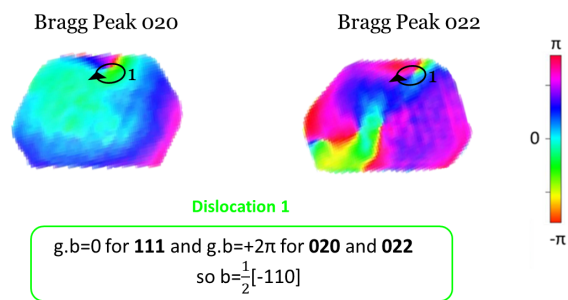 Bragg Peak 020
Bragg Peak 022
1
1
π
0
-π
Dislocation 1
g.b=0 for 111 and g.b=+2π for 020 and 022
so b=½[-110]